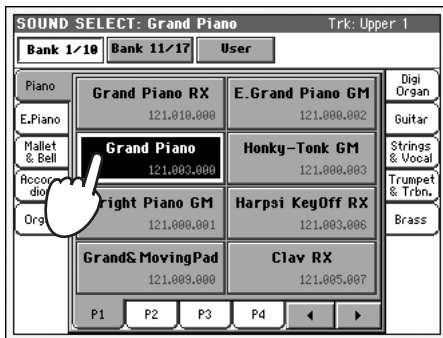 SOUND SELECT: Grand Piano Trk: Upper 1
Bank 1/10 Bank 11/17 User
Piano
E.Piano
Mallet
& Bell
Grand Piano RX
121.010.000
E.Grand Piano GM
121.000.002
Grand Piano
121.003.000
Honky-Tonk GM
121.000.003
right Piano GM
121.000.001
Harpsi KeyOff RX
121.003.006
Grand&MovingPad
121.009.000
Clav RX
121.005.007
Digi
Organ
Guitar
Strings
& Vocal
Trumpet
& Trbn.
Brass
P1 P2 P3 P4